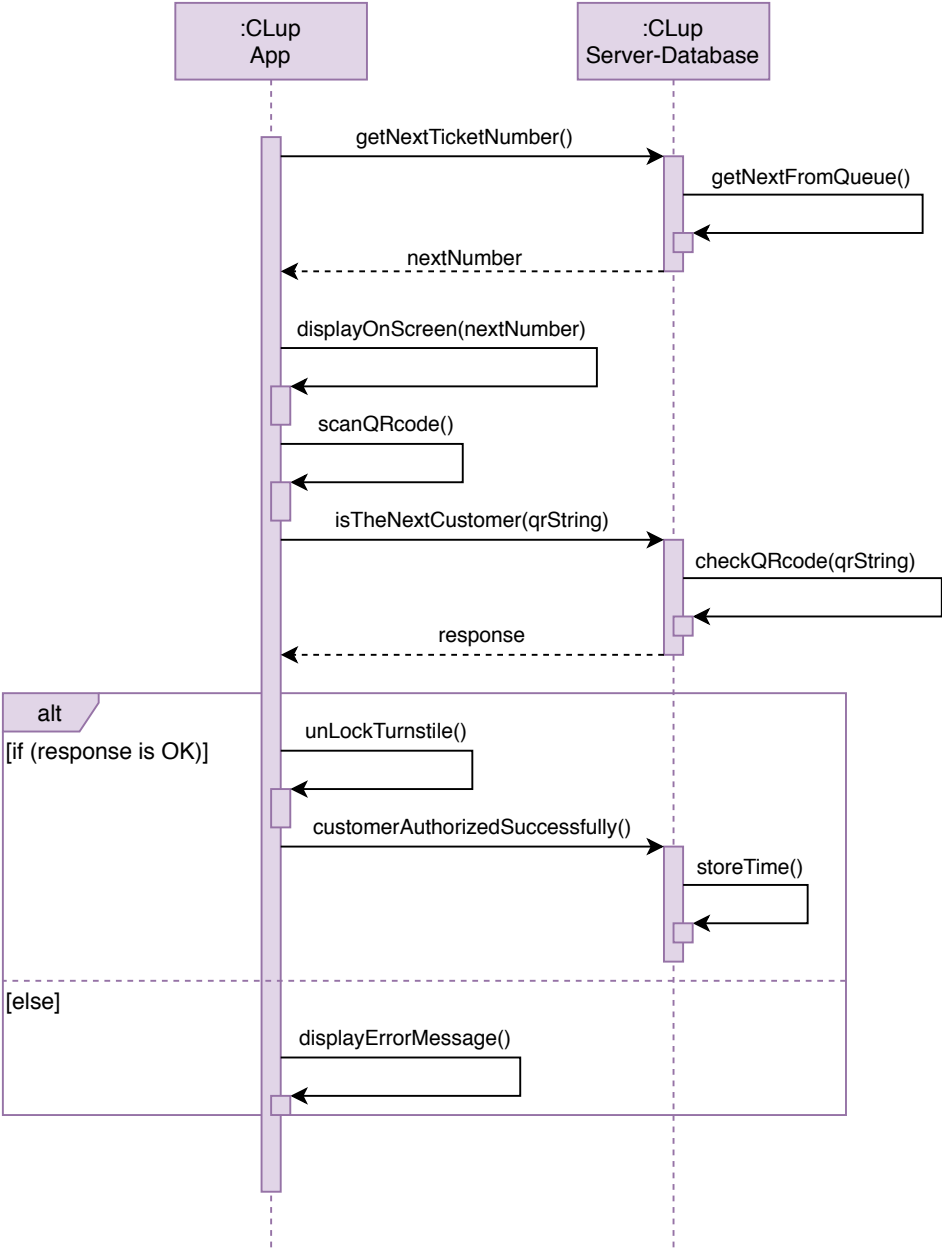 :CLup
App
:CLup
Server-Database
getNextTicketNumber()
getNextFromQueue()
nextNumber
displayOnScreen(nextNumber)
scanQRcode()
isTheNextCustomer(qrString)
checkQRcode(qrString)
response
alt
[if (response is OK)]
unLockTurnstile()
customerAuthorizedSuccessfully()
storeTime()
[else]
displayErrorMessage()